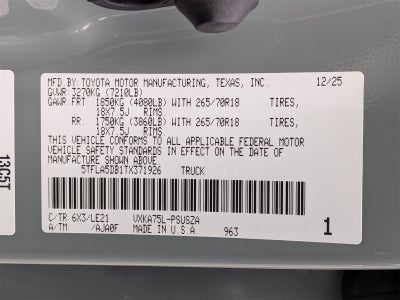 MFD.BY:TOYOTA MOTOR MANUFACTURING, TEXAS, INC. 12/25
GVWR 3270KG (7210LB)
GAWR: FRT 1850KG (4080LB) WITH 265/70R18 TIRES,
18X7.5J RIMS.
RR. 1750KG (3860LB) WITH 265/70R18 TIRES,
18X7.5J RIMS.
THIS VEHICLE CONFORMS TO ALL APPLICABLE FEDERAL MOTOR
VEHICLE SAFETY STANDARDS IN EFFECT ON THE DATE OF
MANUFACTURE SHOWN ABOVE.
5TFLA5DB1TX371926 TRUCK
C/TR: 6X3/LE21 VXKA75L-PSUSZA
A/TM: /AJA0F MADE IN U.S.A. 963 1
13C5T